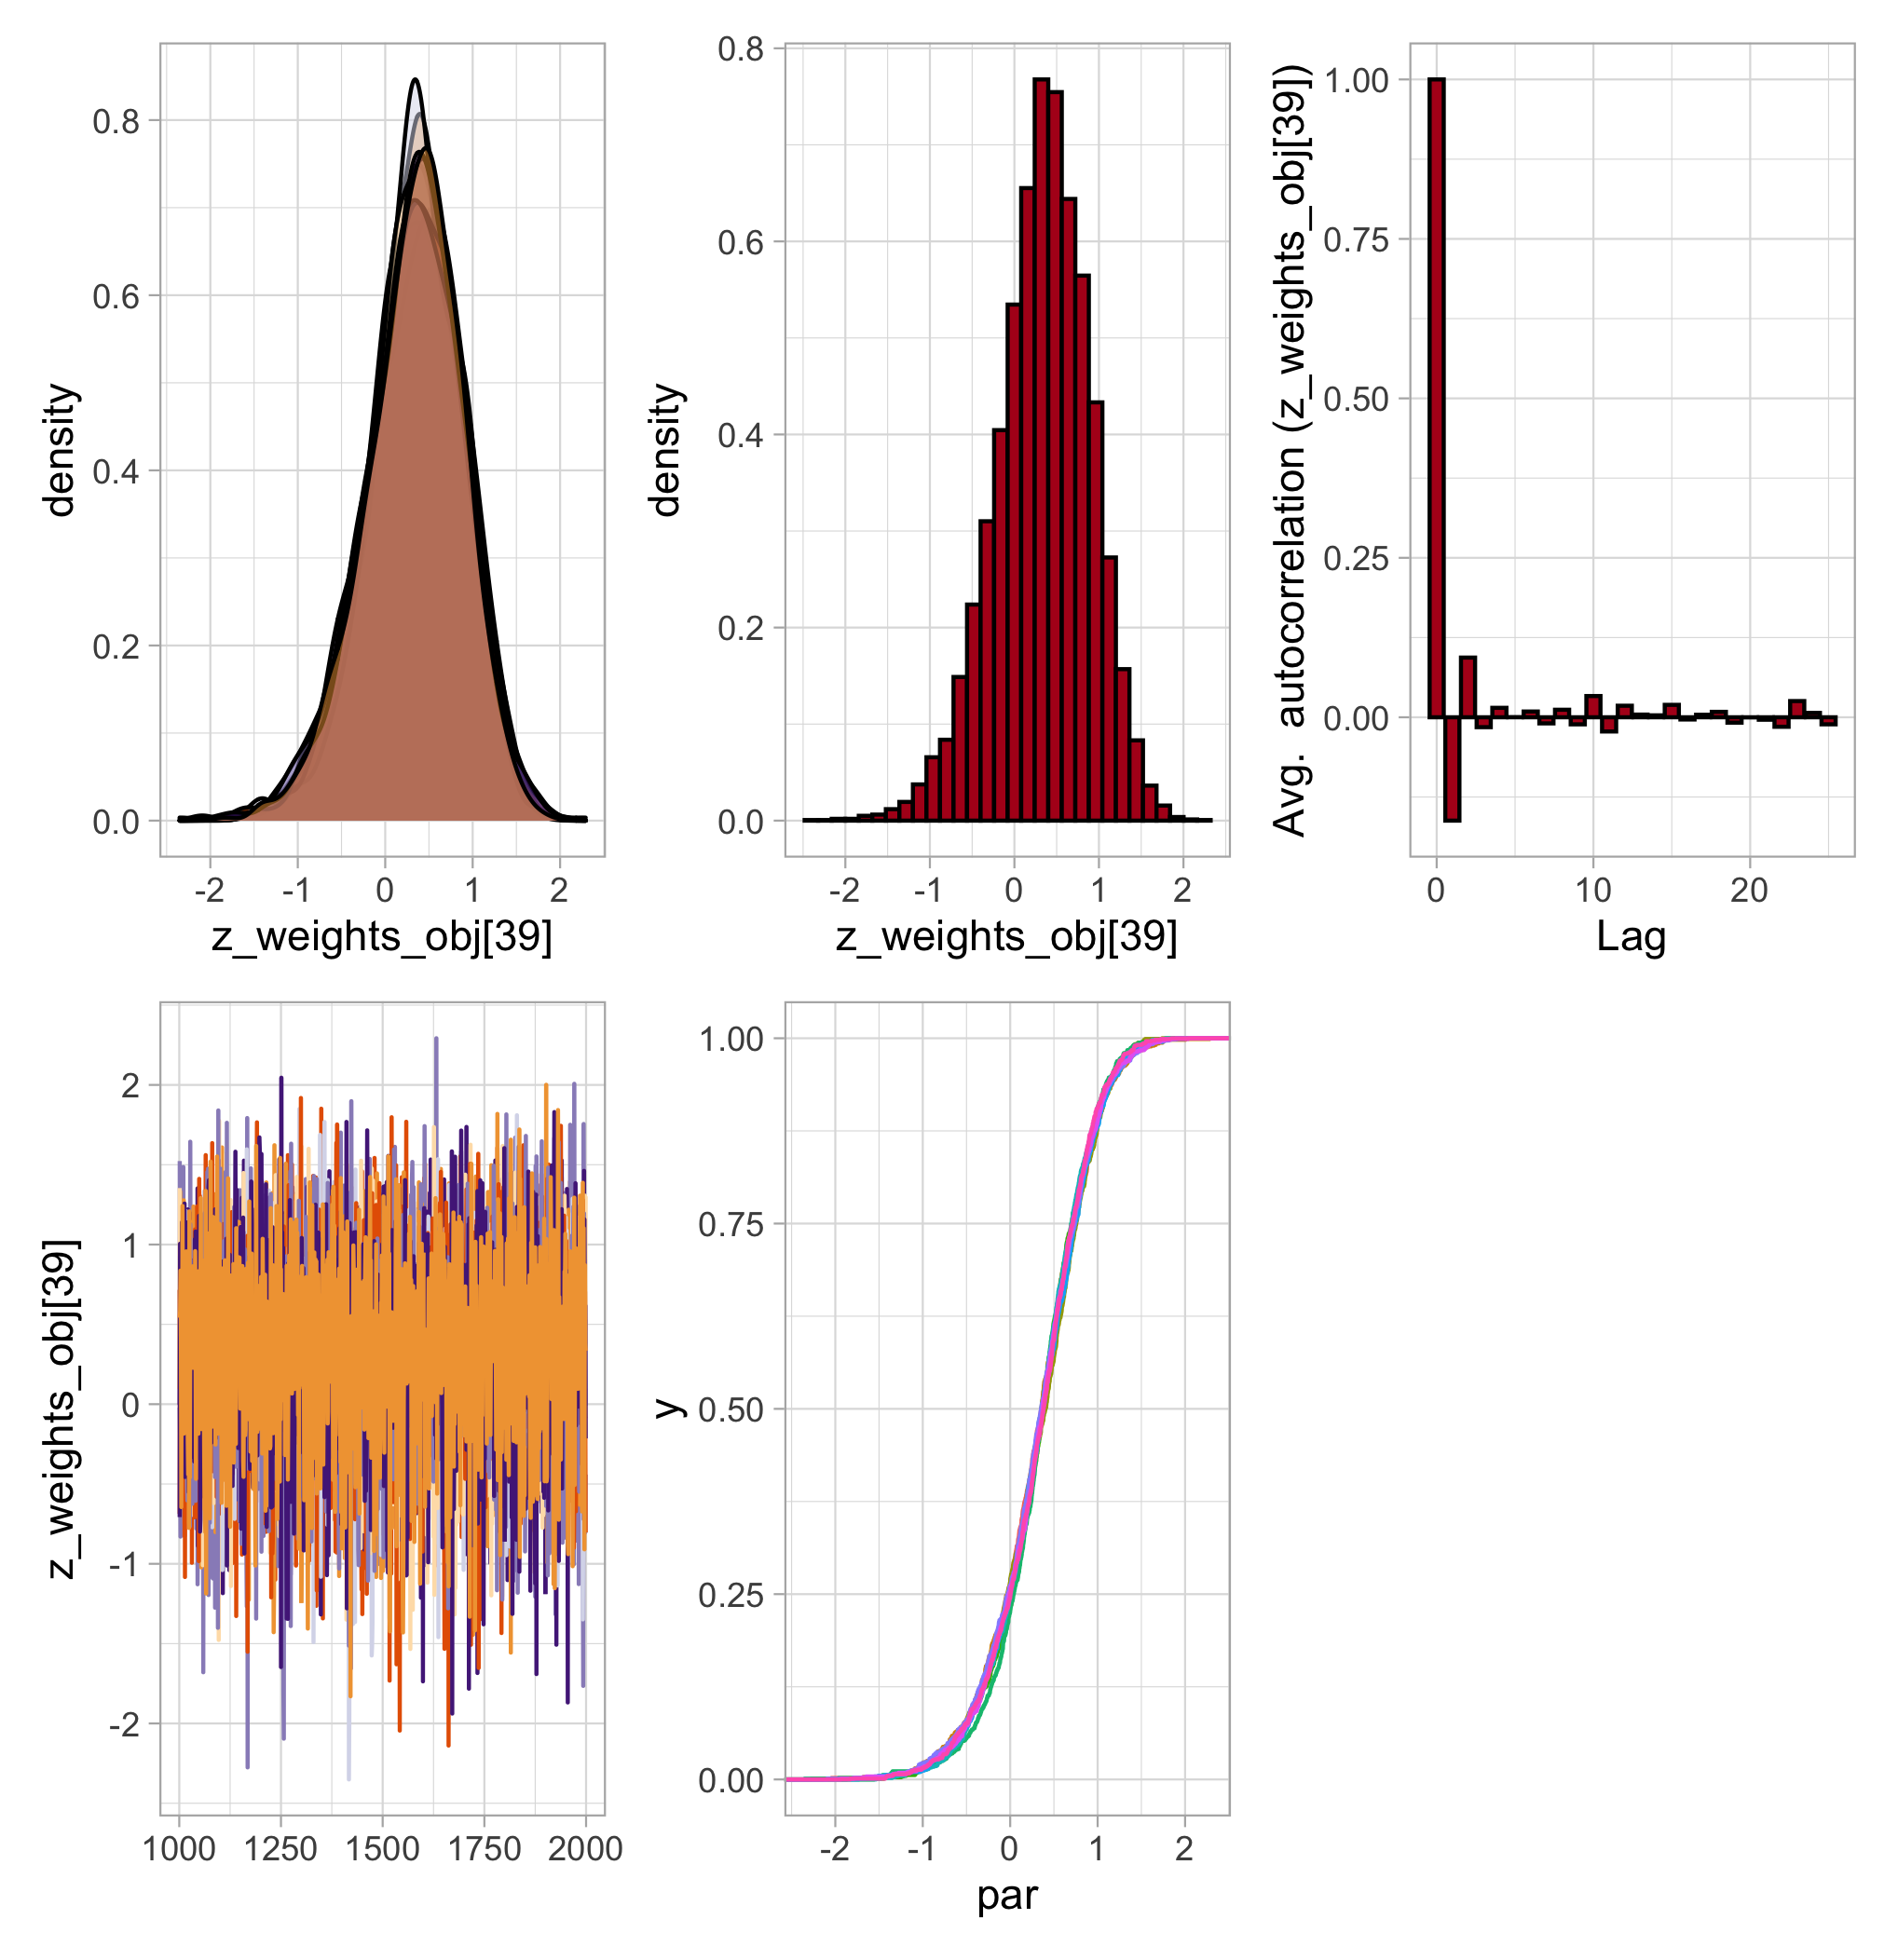 density
0.8
0.6
0.4
0.2
0.0
-2 -1 0 1 2
z_weights_obj[39]
density
0.8
0.6
0.4
0.2
0.0
-2 -1 0 1 2
z_weights_obj[39]
Avg. autocorrelation (z_weights_obj[39])
1.00
0.75
0.50
0.25
0.00
0 10 20
Lag
z_weights_obj[39]
2
1
0
-1
-2
1000 1250 1500 1750 2000
y
1.00
0.75
0.50
0.25
0.00
-2 -1 0 1 2
par